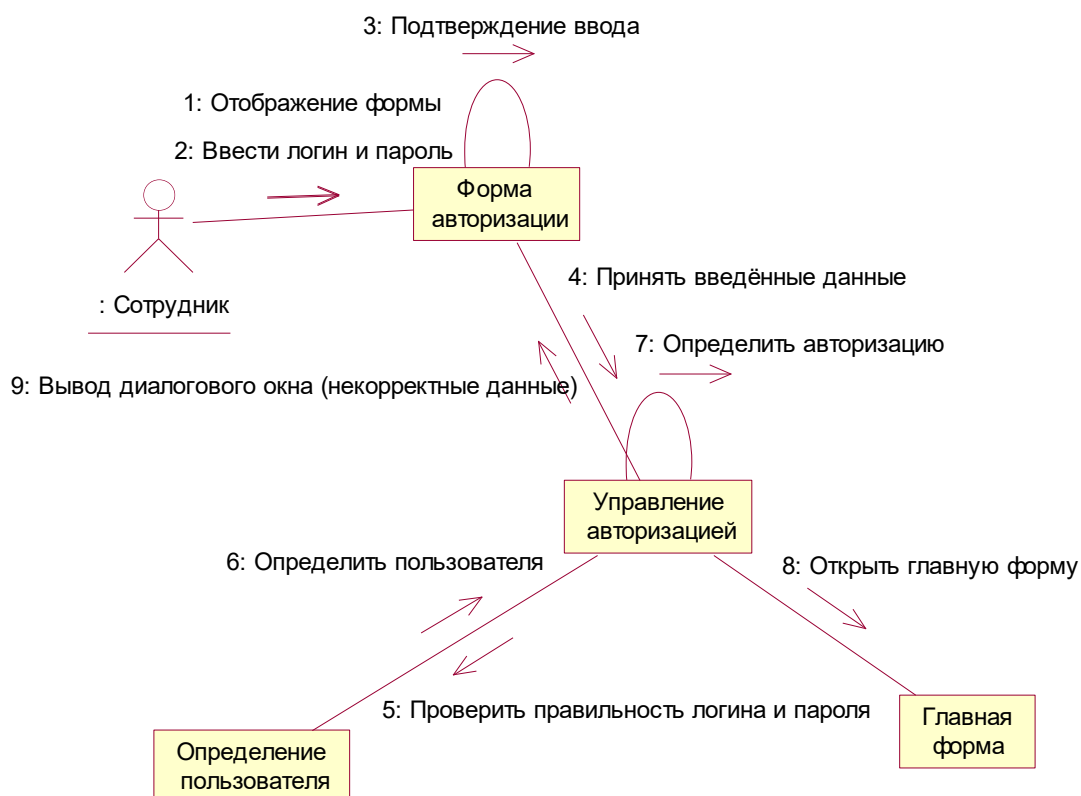 3: Подтверждение ввода
1: Отображение формы
2: Ввести логин и пароль
Форма
авторизации
: Сотрудник
4: Принять введённые данные
7: Определить авторизацию
9: Вывод диалогового окна (некорректные данные)
Управление
авторизацией
6: Определить пользователя
8: Открыть главную форму
5: Проверить правильность логина и пароля
Главная
форма
Определение
пользователя